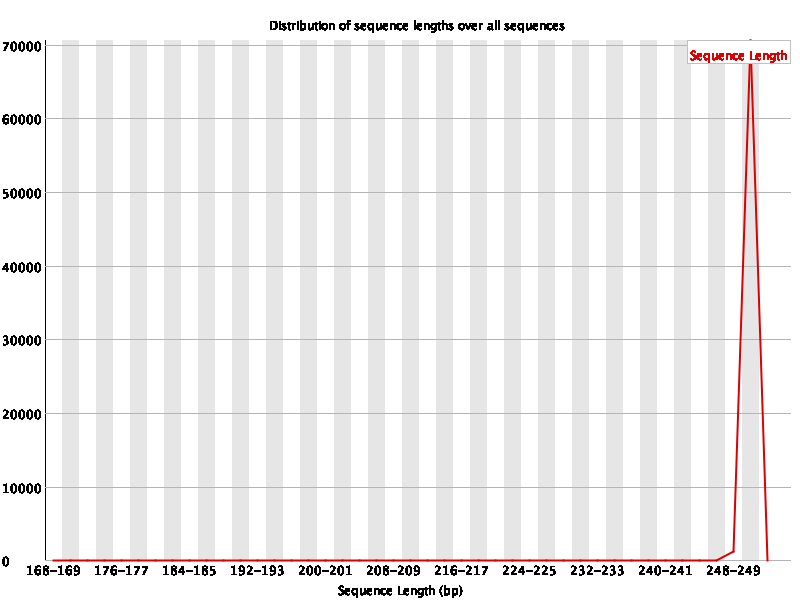 Distribution of sequence lengths over all sequences
70000
Sequence Length
60000
50000
40000
30000
20000
10000
0
168-169 176-177 184-185 192-193 200-201 208-209 216-217 224-225 232-233 240-241 248-249
Sequence Length (bp)